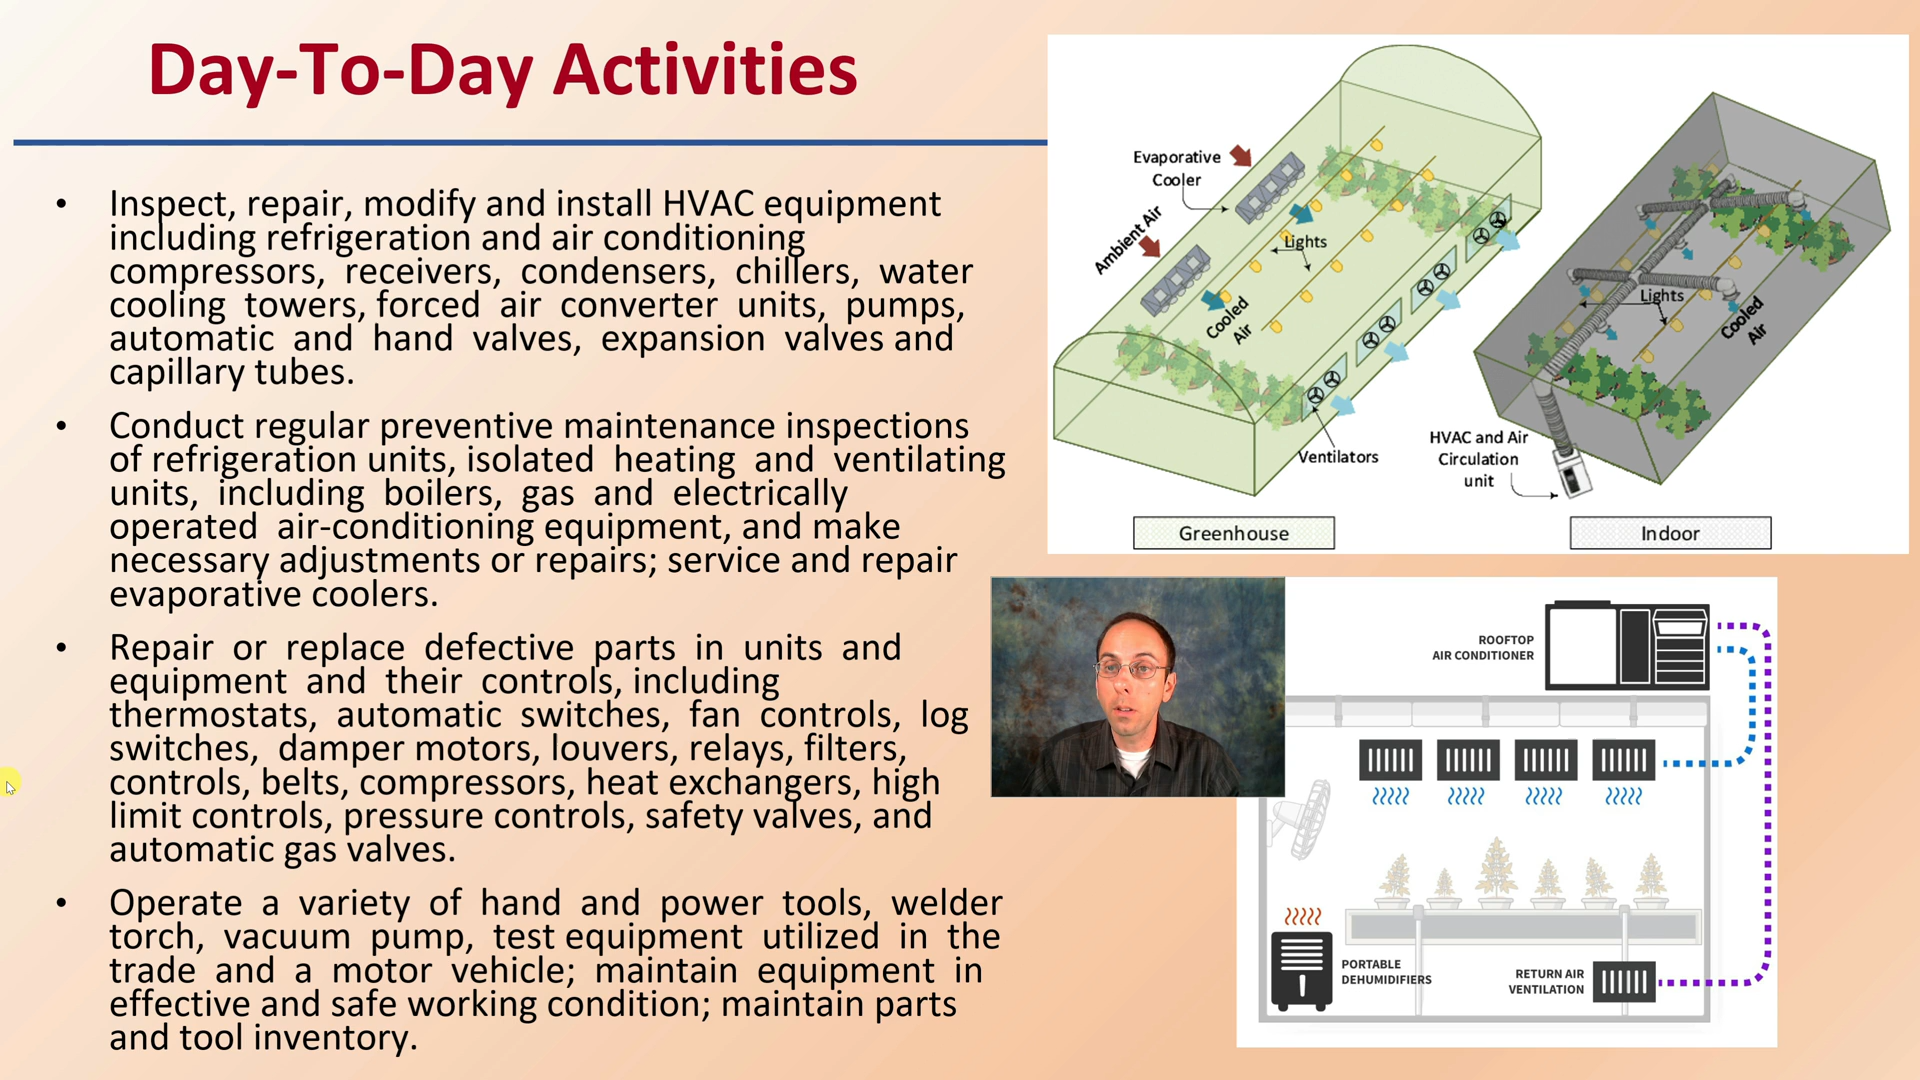 Day-To-Day Activities
• Inspect, repair, modify and install HVAC equipment
including refrigeration and air conditioning
compressors, receivers, condensers, chillers, water
cooling towers, forced air converter units, pumps,
automatic and hand valves, expansion valves and
capillary tubes.
• Conduct regular preventive maintenance inspections
of refrigeration units, isolated heating and ventilating
units, including boilers, gas and electrically
operated air-conditioning equipment, and make
necessary adjustments or repairs; service and repair
evaporative coolers.
• Repair or replace defective parts in units and
equipment and their controls, including
thermostats, automatic switches, fan controls, log
switches, damper motors, louvers, relays, filters,
controls, belts, compressors, heat exchangers, high
limit controls, pressure controls, safety valves, and
automatic gas valves.
• Operate a variety of hand and power tools, welder
torch, vacuum pump, test equipment utilized in the
trade and a motor vehicle; maintain equipment in
effective and safe working condition; maintain parts
and tool inventory.
Evaporative
Cooler
Ambient Air
Lights
Cooled
Air
Ventilators
Greenhouse
Lights
Cooled
Air
HVAC and Air
Circulation
unit
Indoor
ROOFTOP
AIR CONDITIONER
PORTABLE
DEHUMIDIFIERS
RETURN AIR
VENTILATION